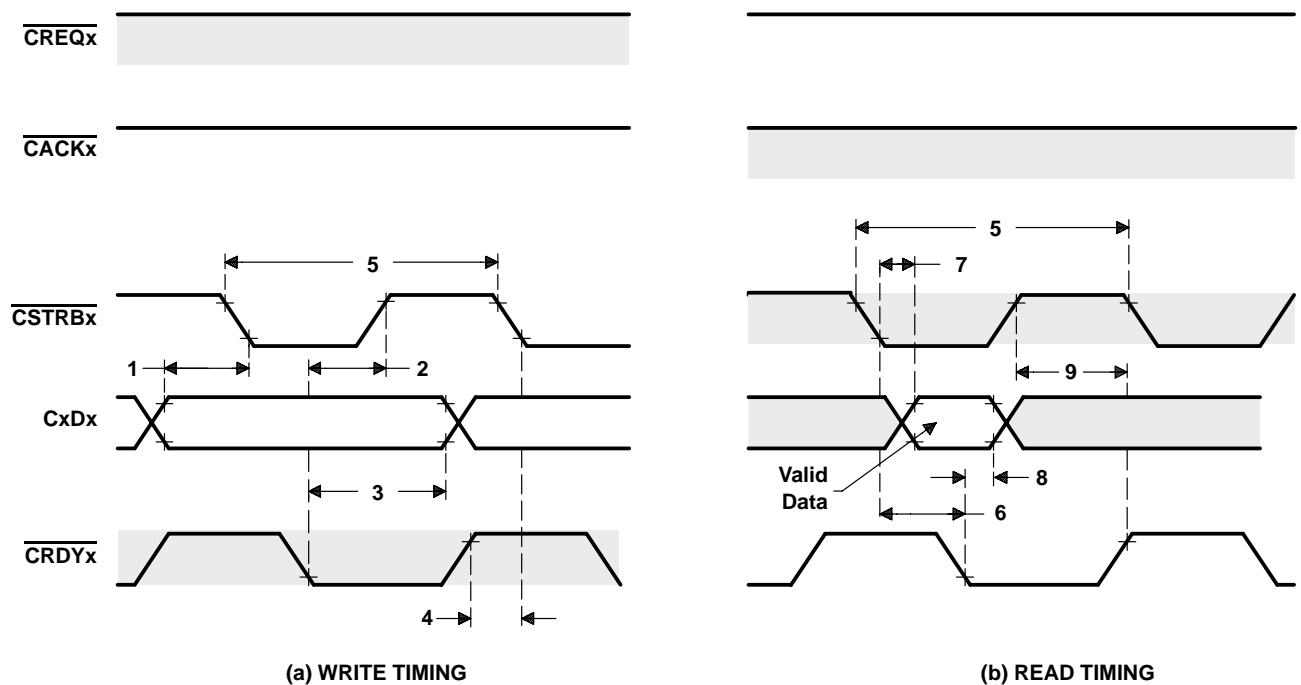 CREQx
CACKx
5
CSTRBx
1
2
CxDx
3
CRDYx
4
(a) WRITE TIMING
5
7
9
Valid
Data
8
6
(b) READ TIMING